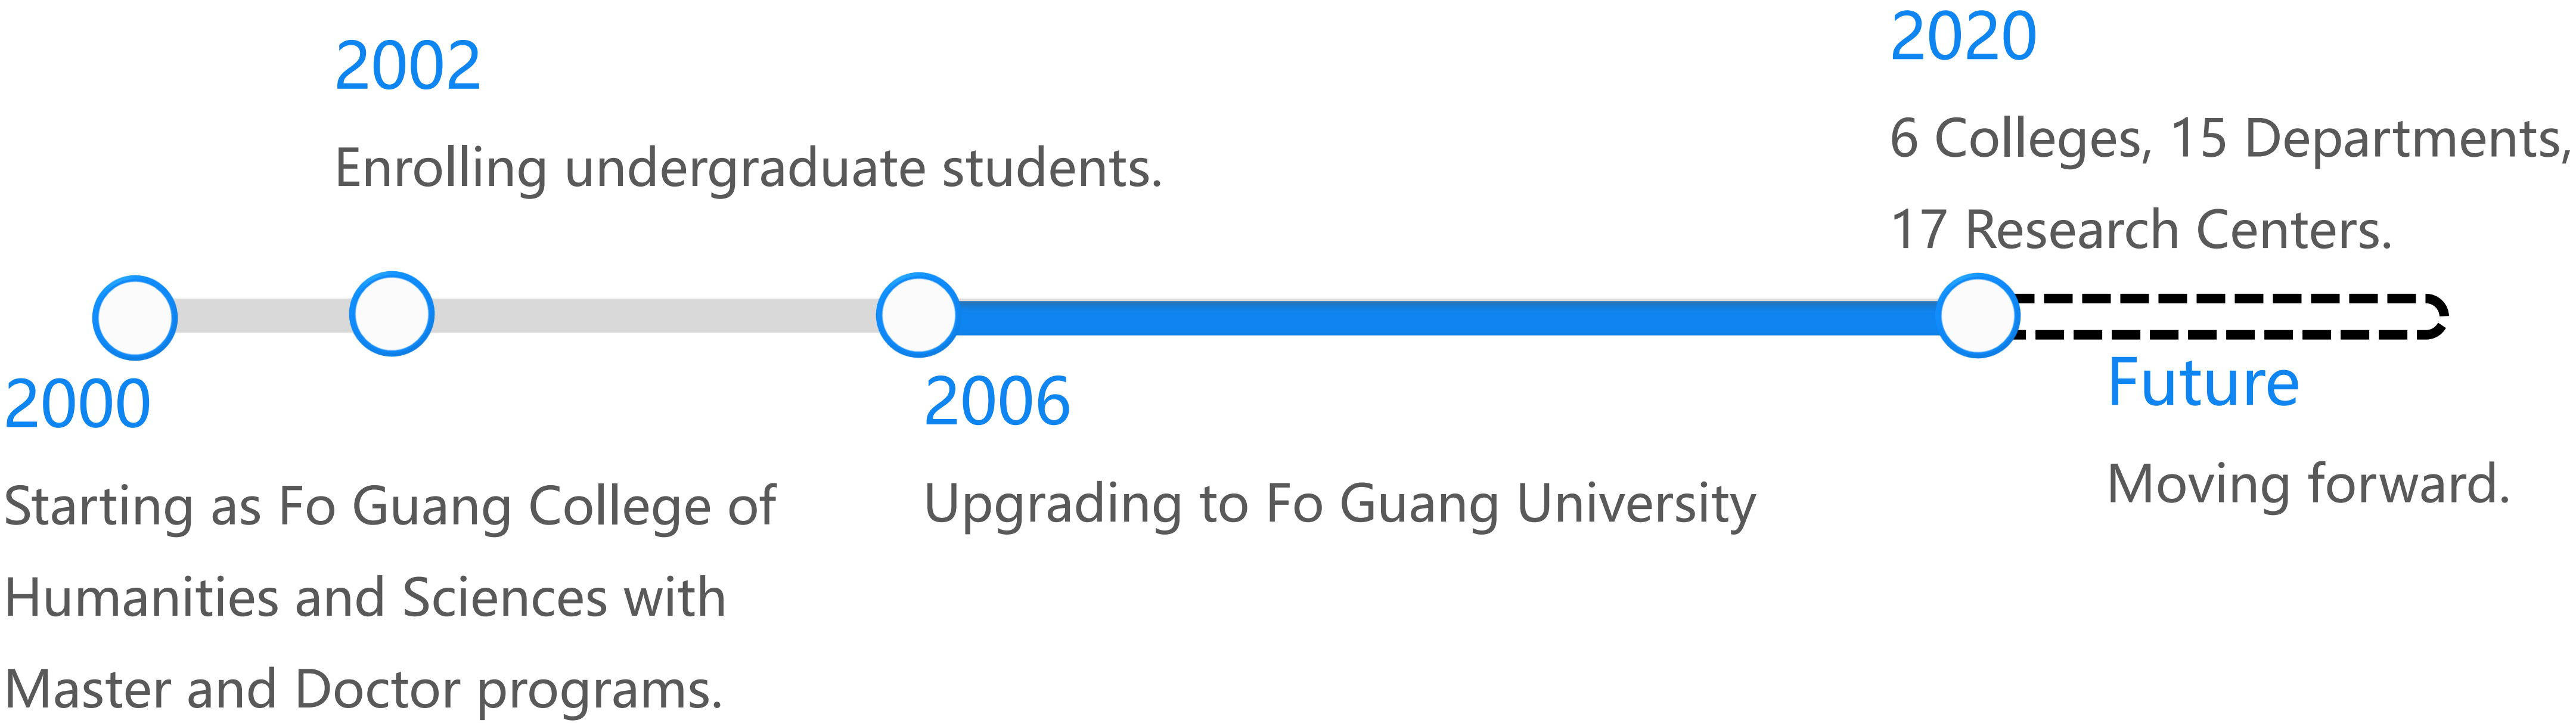 2002
Enrolling undergraduate students.
2020
6 Colleges, 15 Departments,
17 Research Centers.
2000
Starting as Fo Guang College of
Humanities and Sciences with
Master and Doctor programs.
2006
Upgrading to Fo Guang University
Future
Moving forward.